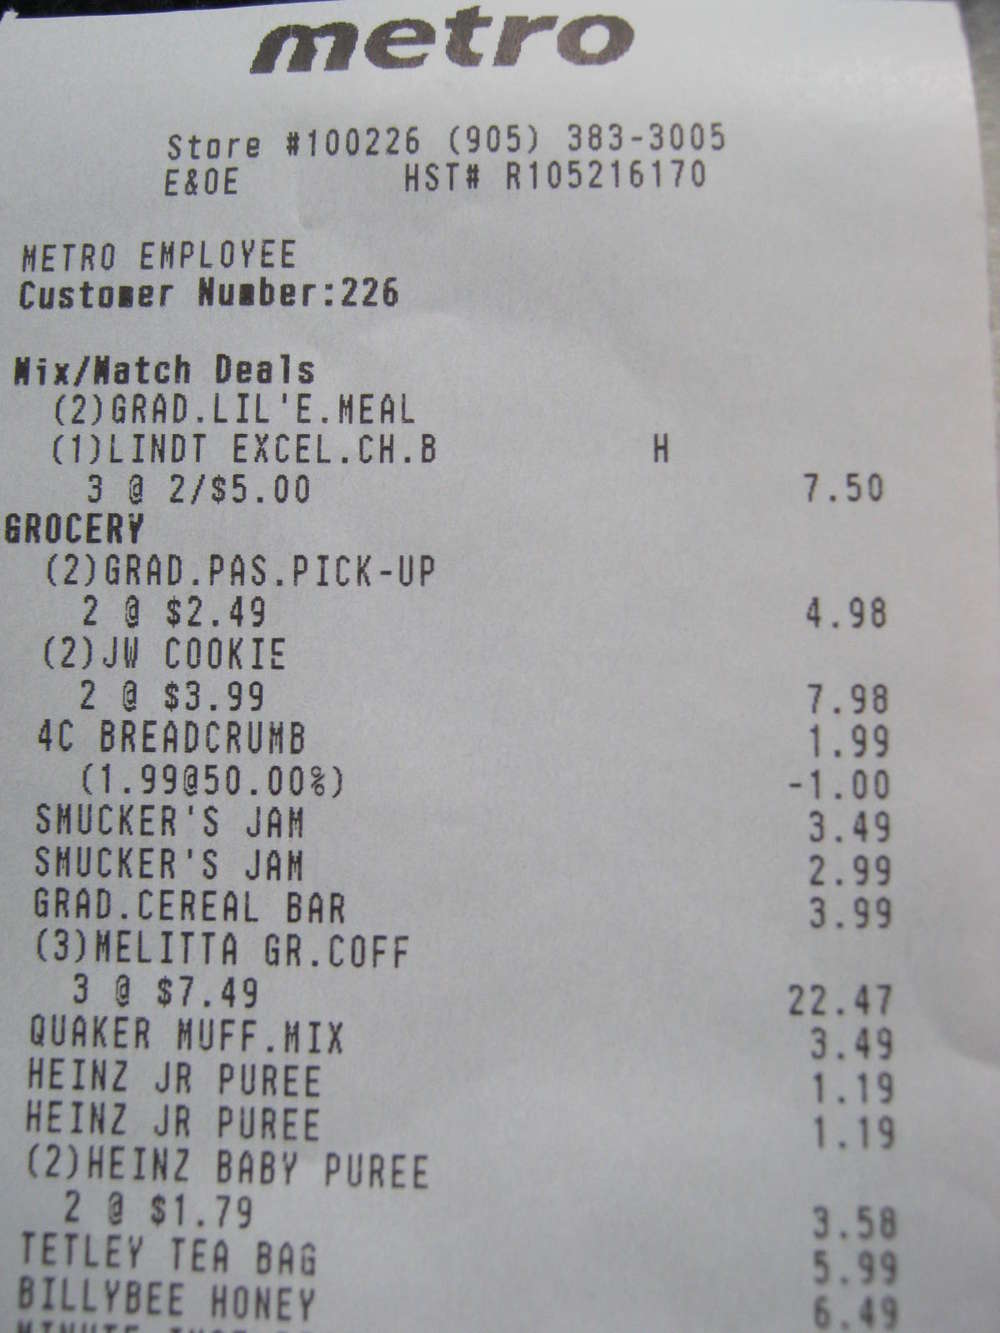 metro
Store #100226 (905) 383-3005
E&OE HST# R105216170
METRO EMPLOYEE
Customer Number:226
Mix/Match Deals
(2)GRAD.LIL'E.MEAL
(1)LINDT EXCEL.CH.B H
3 @ 2/$5.00 7.50
GROCERY
(2)GRAD.PAS.PICK-UP
2 @ $2.49 4.98
(2)JW COOKIE
2 @ $3.99 7.98
4C BREADCRUMB 1.99
(1.99@50.00%) -1.00
SMUCKER'S JAM 3.49
SMUCKER'S JAM 2.99
GRAD.CEREAL BAR 3.99
(3)MELITTA GR.COFF
3 @ $7.49 22.47
QUAKER MUFF.MIX 3.49
HEINZ JR PUREE 1.19
HEINZ JR PUREE 1.19
(2)HEINZ BABY PUREE
2 @ $1.79 3.58
TETLEY TEA BAG 5.99
BILLYBEE HONEY 6.49